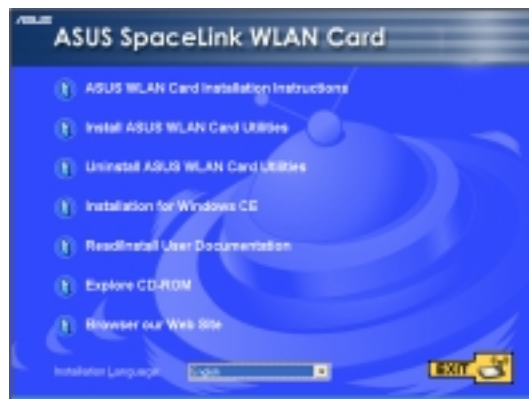 ASUS
ASUS SpaceLink WLAN Card
ASUS WLAN Card Installation Instructions
Install ASUS WLAN Card Utilities
Uninstall ASUS WLAN Card Utilities
Installation for Windows CE
Read/Install User Documentation
Explore CD-ROM
Browser our Web Site
Installation Language:
English
EXIT